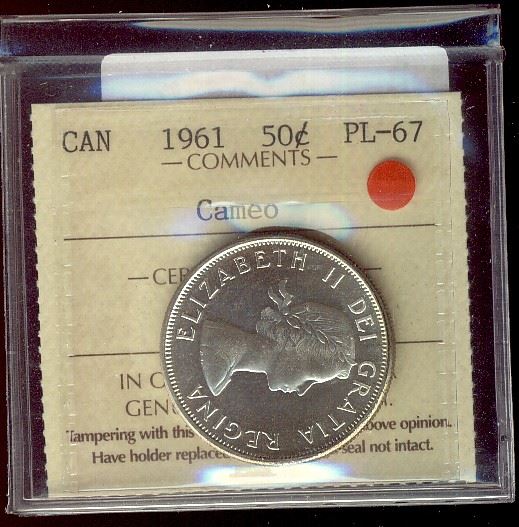 CAN 1961 50¢ PL-67
— COMMENTS —
Cameo
ELIZABETH II DEI GRATIA REGINA
Tampering with this
above opinion.
Have holder
seal not intact.